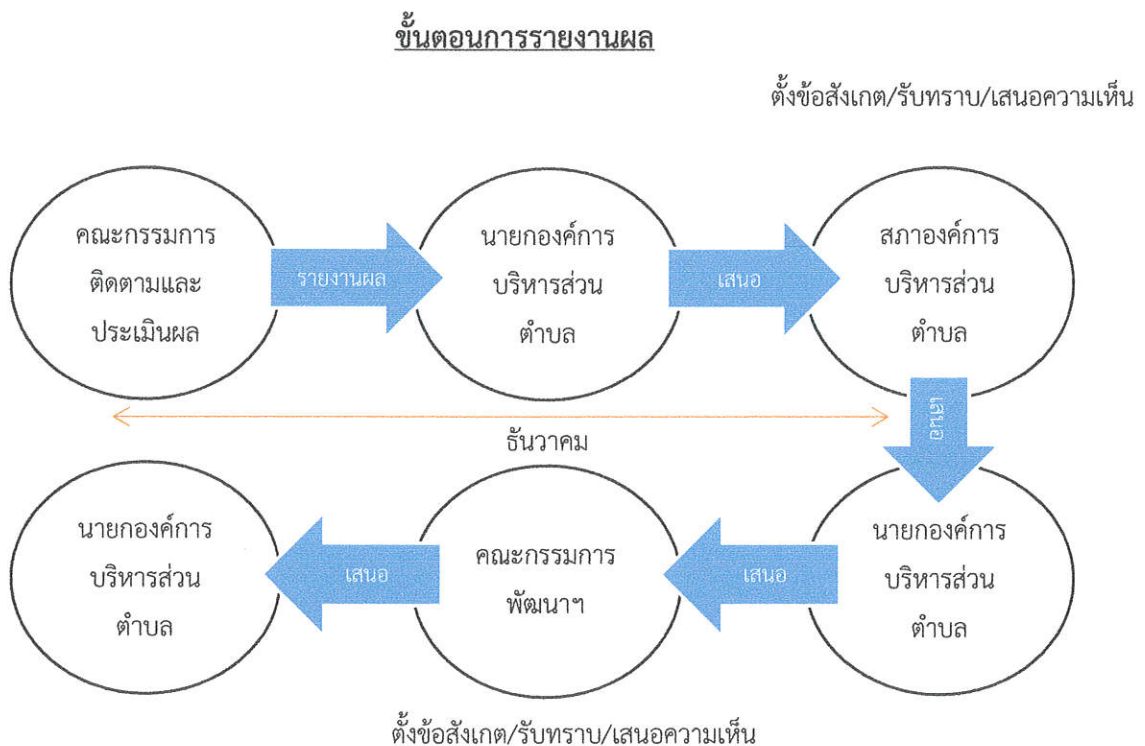 ขั้นตอนการรายงานผล
ตั้งข้อสังเกต/รับทราบ/เสนอความเห็น
คณะกรรมการ
ติดตามและ
ประเมินผล
รายงานผล
นายกองค์การ
บริหารส่วน
ตำบล
เสนอ
สภาองค์การ
บริหารส่วน
ตำบล
เสนอ
ธันวาคม
นายกองค์การ
บริหารส่วน
ตำบล
เสนอ
คณะกรรมการ
พัฒนาฯ
เสนอ
นายกองค์การ
บริหารส่วน
ตำบล
ตั้งข้อสังเกต/รับทราบ/เสนอความเห็น